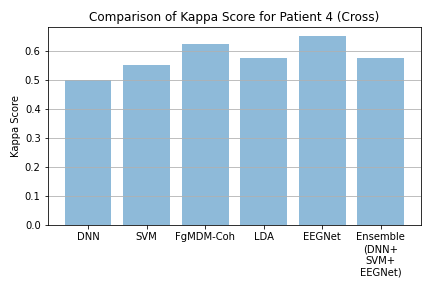 Comparison of Kappa Score for Patient 4 (Cross)
Kappa Score
0.6
0.5
0.4
0.3
0.2
0.1
0.0
DNN
SVM
FgMDM-Coh
LDA
EEGNet
Ensemble
(DNN+
SVM+
EEGNet)